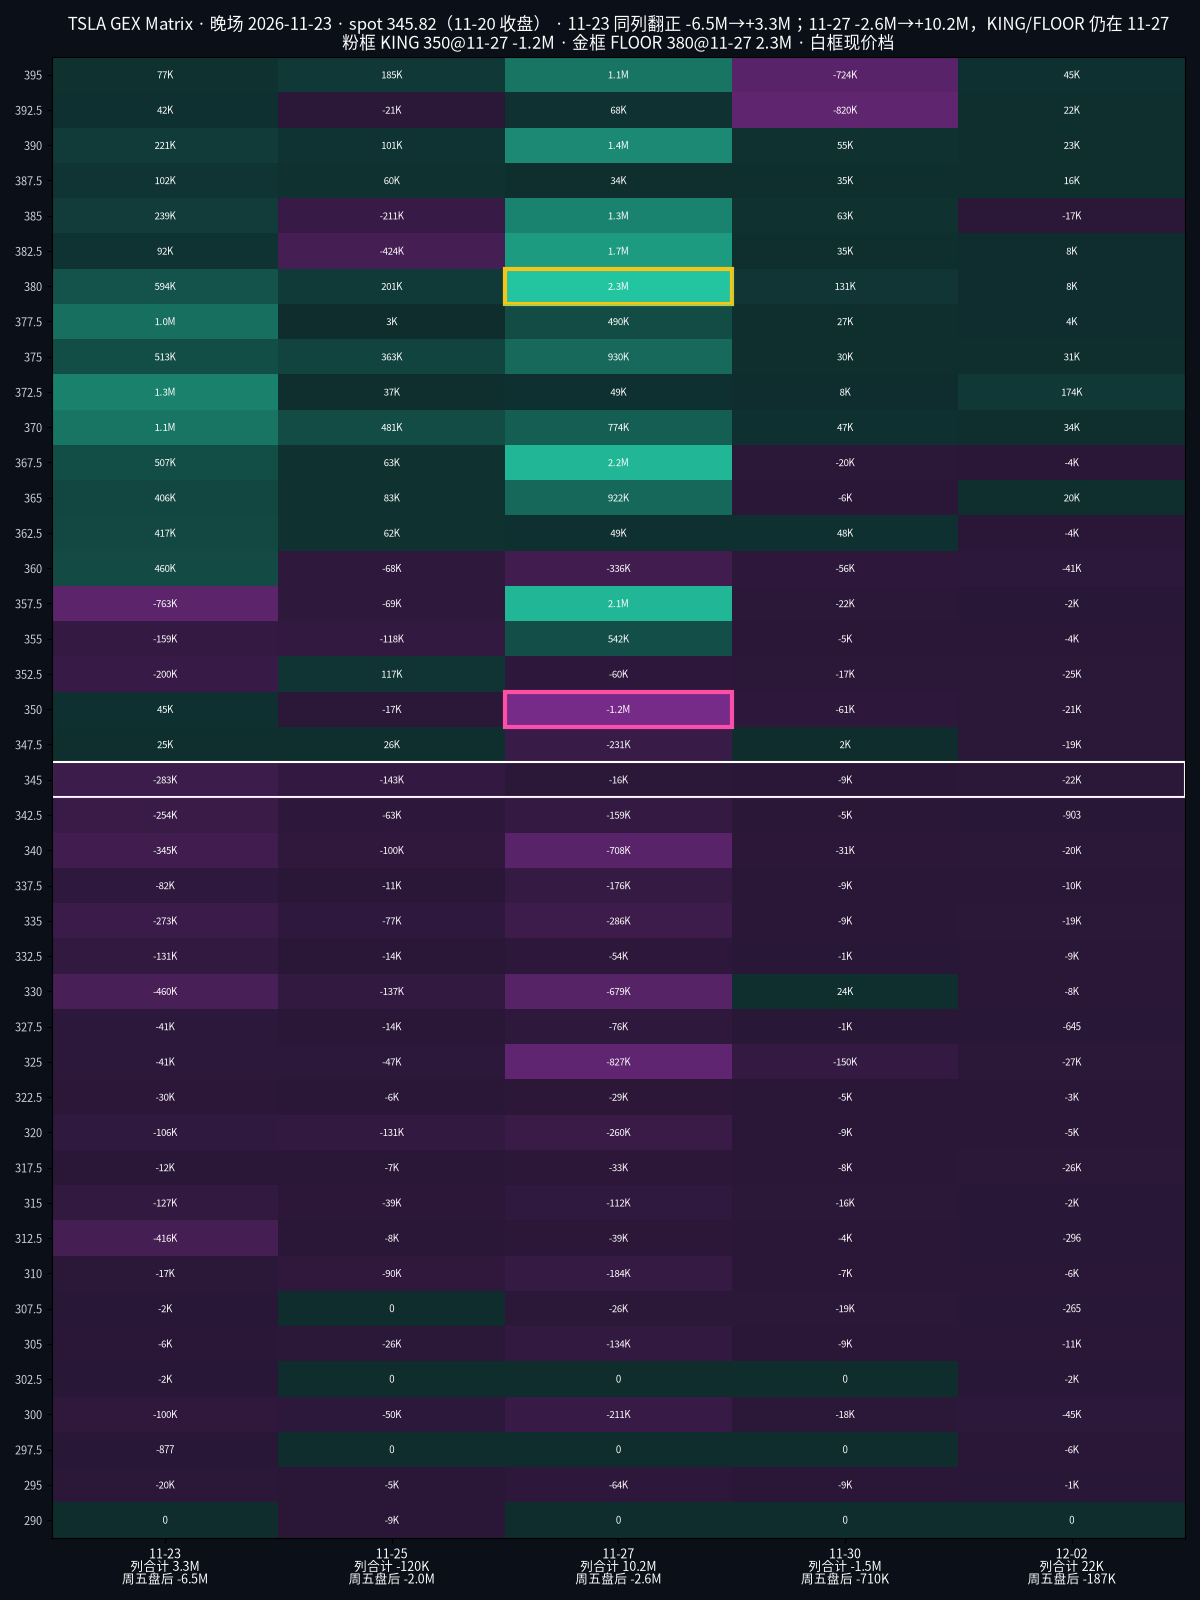 TSLA GEX Matrix · 晚场 2026-11-23 · spot 345.82（11-20 收盘） · 11-23 同列翻正 -6.5M→+3.3M；11-27 -2.6M→+10.2M，KING/FLOOR 仍在 11-27
粉框 KING 350@11-27 -1.2M · 金框 FLOOR 380@11-27 2.3M · 白框现价档
395 77K 185K 1.1M -724K 45K
392.5 42K -21K 68K -820K 22K
390 221K 101K 1.4M 55K 23K
387.5 102K 60K 34K 35K 16K
385 239K -211K 1.3M 63K -17K
382.5 92K -424K 1.7M 35K 8K
380 594K 201K 2.3M 131K 8K
377.5 1.0M 3K 490K 27K 4K
375 513K 363K 930K 30K 31K
372.5 1.3M 37K 49K 8K 174K
370 1.1M 481K 774K 47K 34K
367.5 507K 63K 2.2M -20K -4K
365 406K 83K 922K -6K 20K
362.5 417K 62K 49K 48K -4K
360 460K -68K -336K -56K -41K
357.5 -763K -69K 2.1M -22K -2K
355 -159K -118K 542K -5K -4K
352.5 -200K 117K -60K -17K -25K
350 45K -17K -1.2M -61K -21K
347.5 25K 26K -231K 2K -19K
345 -283K -143K -16K -9K -22K
342.5 -254K -63K -159K -5K -903
340 -345K -100K -708K -31K -20K
337.5 -82K -11K -176K -9K -10K
335 -273K -77K -286K -9K -19K
332.5 -131K -14K -54K -1K -9K
330 -460K -137K -679K 24K -8K
327.5 -41K -14K -76K -1K -645
325 -41K -47K -827K -150K -27K
322.5 -30K -6K -29K -5K -3K
320 -106K -131K -260K -9K -5K
317.5 -12K -7K -33K -8K -26K
315 -127K -39K -112K -16K -2K
312.5 -416K -8K -39K -4K -296
310 -17K -90K -184K -7K -6K
307.5 -2K 0 -26K -19K -265
305 -6K -26K -134K -9K -11K
302.5 -2K 0 0 0 -2K
300 -100K -50K -211K -18K -45K
297.5 -877 0 0 0 -6K
295 -20K -5K -64K -9K -1K
290 0 -9K 0 0 0
11-23 11-25 11-27 11-30 12-02
列合计 3.3M 列合计 -120K 列合计 10.2M 列合计 -1.5M 列合计 22K
周五盘后 -6.5M 周五盘后 -2.0M 周五盘后 -2.6M 周五盘后 -710K 周五盘后 -187K